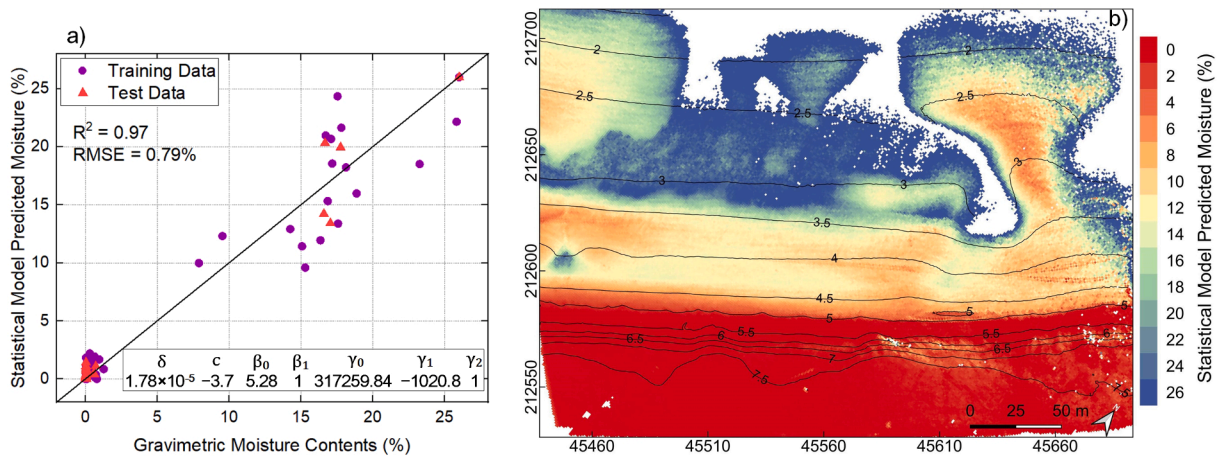 a)
Training Data
Test Data
R² = 0.97
RMSE = 0.79%
Statistical Model Predicted Moisture (%)
25
20
15
10
5
0
δ c β₀ β₁ γ₀ γ₁ γ₂
1.78×10⁻⁵ −3.7 5.28 1 317259.84 −1020.8 1
0 5 10 15 20 25
Gravimetric Moisture Contents (%)
b)
212700
212650
212600
212550
2 2
2.5 2.5 2.5
3 3 3
3.5
4
4.5
5 5 5
5.5 5.5
6 6
6.5 6.5
7
7.5 7.5
0 25 50 m
45460 45510 45560 45610 45660
0
2
4
6
8
10
12
14
16
18
20
22
24
26
Statistical Model Predicted Moisture (%)